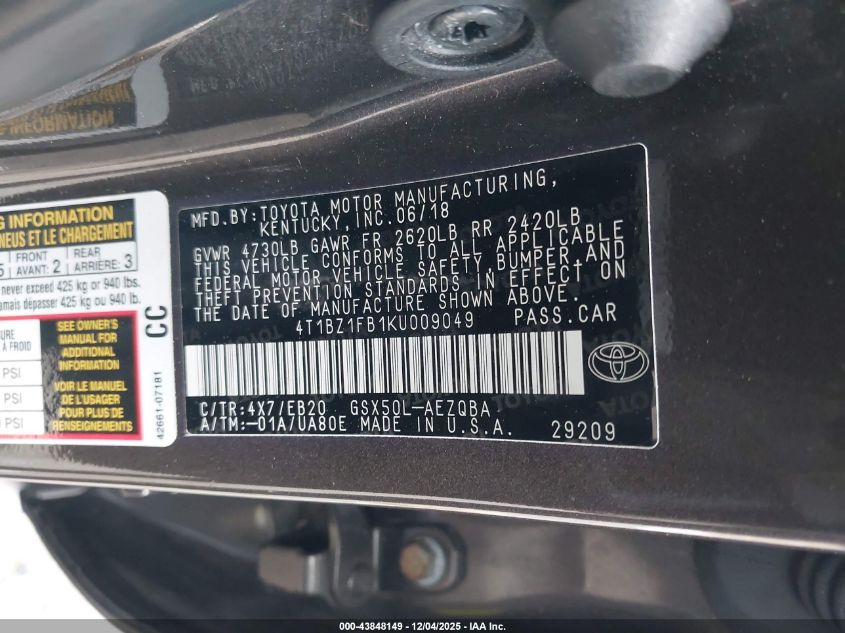 MFD. BY: TOYOTA MOTOR MANUFACTURING,
KENTUCKY, INC. 06/18
GVWR 4730LB GAWR FR 2620LB RR 2420LB
THIS VEHICLE CONFORMS TO ALL APPLICABLE
FEDERAL MOTOR VEHICLE SAFETY, BUMPER, AND
THEFT PREVENTION STANDARDS IN EFFECT ON
THE DATE OF MANUFACTURE SHOWN ABOVE.
4T1BZ1FB1KU009049 PASS.CAR
C/TR:4X7/EB20 GSX50L-AEZQBA
A/TM:-01A/UA80E MADE IN U.S.A. 29209
INFORMATION
NEUS ET LE CHARGEMENT
5 FRONT AVANT: 2 REAR ARRIÈRE: 3
never exceed 425 kg or 940 lbs.
jamais dépasser 425 kg ou 940 lb.
À FROID
PSI
PSI
PSI
SEE OWNER'S
MANUAL FOR
ADDITIONAL
INFORMATION
VOIR LE MANUEL
DE L'USAGER
POUR PLUS DE
RENSEIGNEMENTS
CC
42661-07181
000-43848149 - 12/04/2025 - IAA Inc.